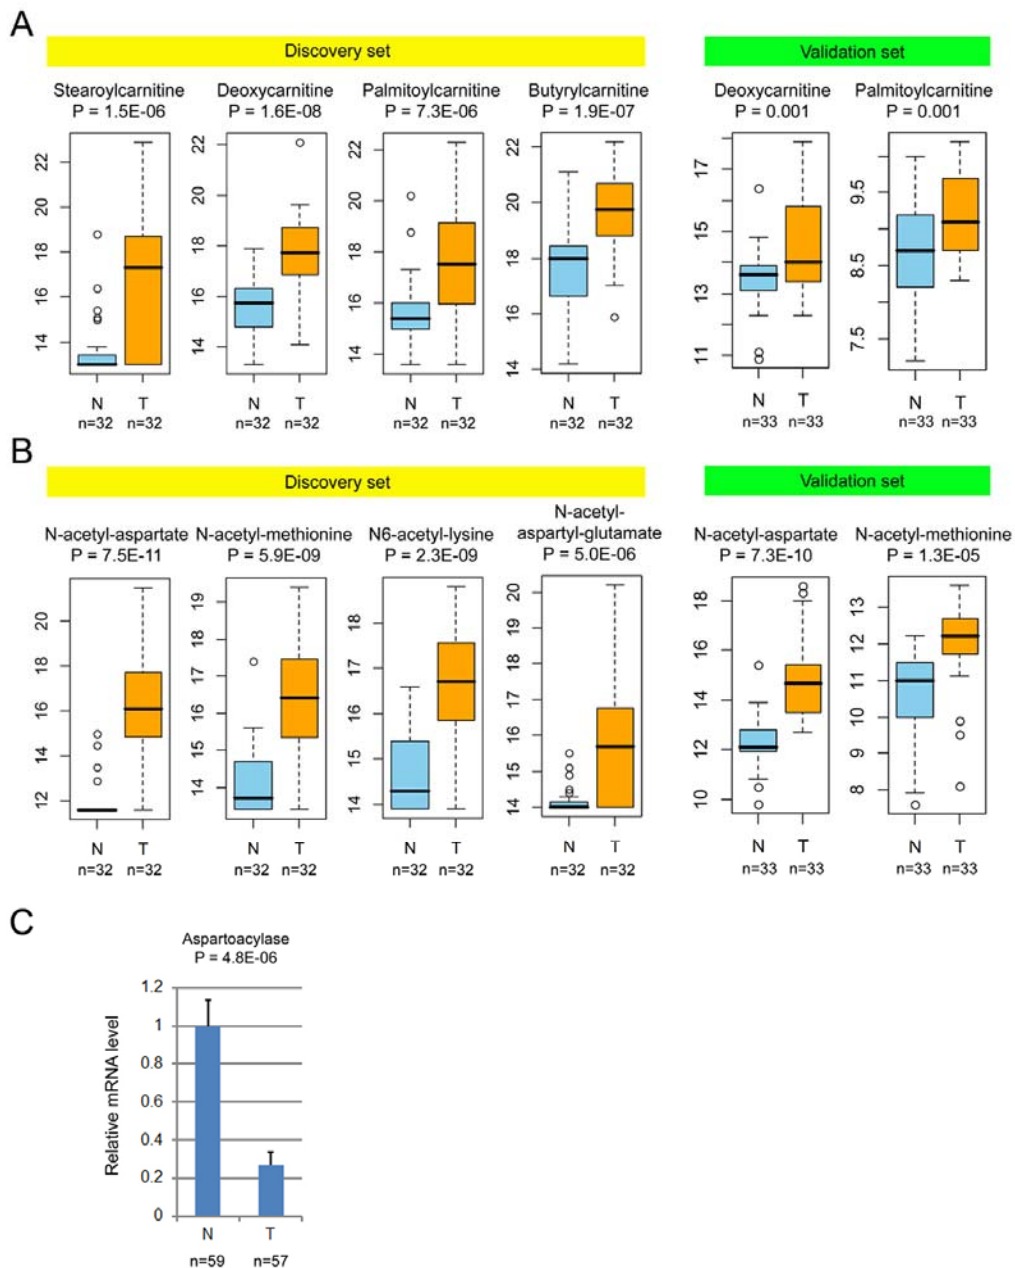 A
Discovery set
Validation set
Stearoylcarnitine
P = 1.5E-06
Deoxycarnitine
P = 1.6E-08
Palmitoylcarnitine
P = 7.3E-06
Butyrylcarnitine
P = 1.9E-07
Deoxycarnitine
P = 0.001
Palmitoylcarnitine
P = 0.001
22
20
18
16
14
N T
n=32 n=32
22
20
18
16
14
N T
n=32 n=32
22
20
18
16
14
N T
n=32 n=32
22
20
18
16
14
N T
n=32 n=32
17
15
13
11
N T
n=33 n=33
9.5
8.5
7.5
N T
n=33 n=33
B
Discovery set
Validation set
N-acetyl-aspartate
P = 7.5E-11
N-acetyl-methionine
P = 5.9E-09
N6-acetyl-lysine
P = 2.3E-09
N-acetyl-
aspartyl-glutamate
P = 5.0E-06
N-acetyl-aspartate
P = 7.3E-10
N-acetyl-methionine
P = 1.3E-05
20
18
16
14
12
N T
n=32 n=32
19
18
17
16
15
14
N T
n=32 n=32
18
17
16
15
14
N T
n=32 n=32
20
19
18
17
16
15
14
N T
n=32 n=32
18
16
14
12
10
N T
n=33 n=33
13
12
11
10
9
8
N T
n=33 n=33
C
Aspartoacylase
P = 4.8E-06
Relative mRNA level
1.2
1
0.8
0.6
0.4
0.2
0
N T
n=59 n=57